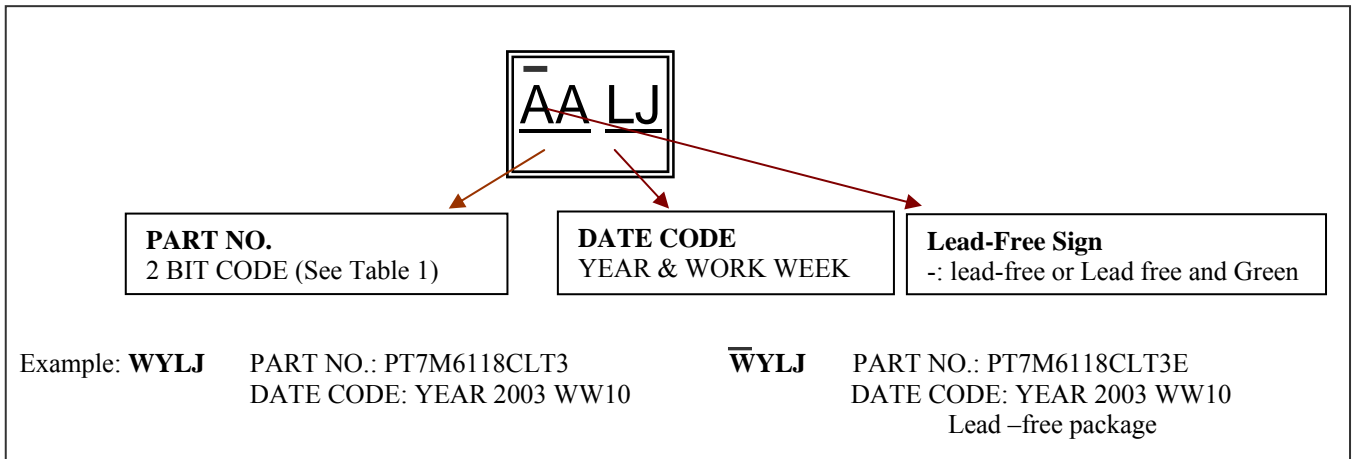 AA LJ
PART NO.
2 BIT CODE (See Table 1)
DATE CODE
YEAR & WORK WEEK
Lead-Free Sign
-: lead-free or Lead free and Green
Example: WYLJ PART NO.: PT7M6118CLT3
DATE CODE: YEAR 2003 WW10
W̅YLJ PART NO.: PT7M6118CLT3E
DATE CODE: YEAR 2003 WW10
Lead –free package